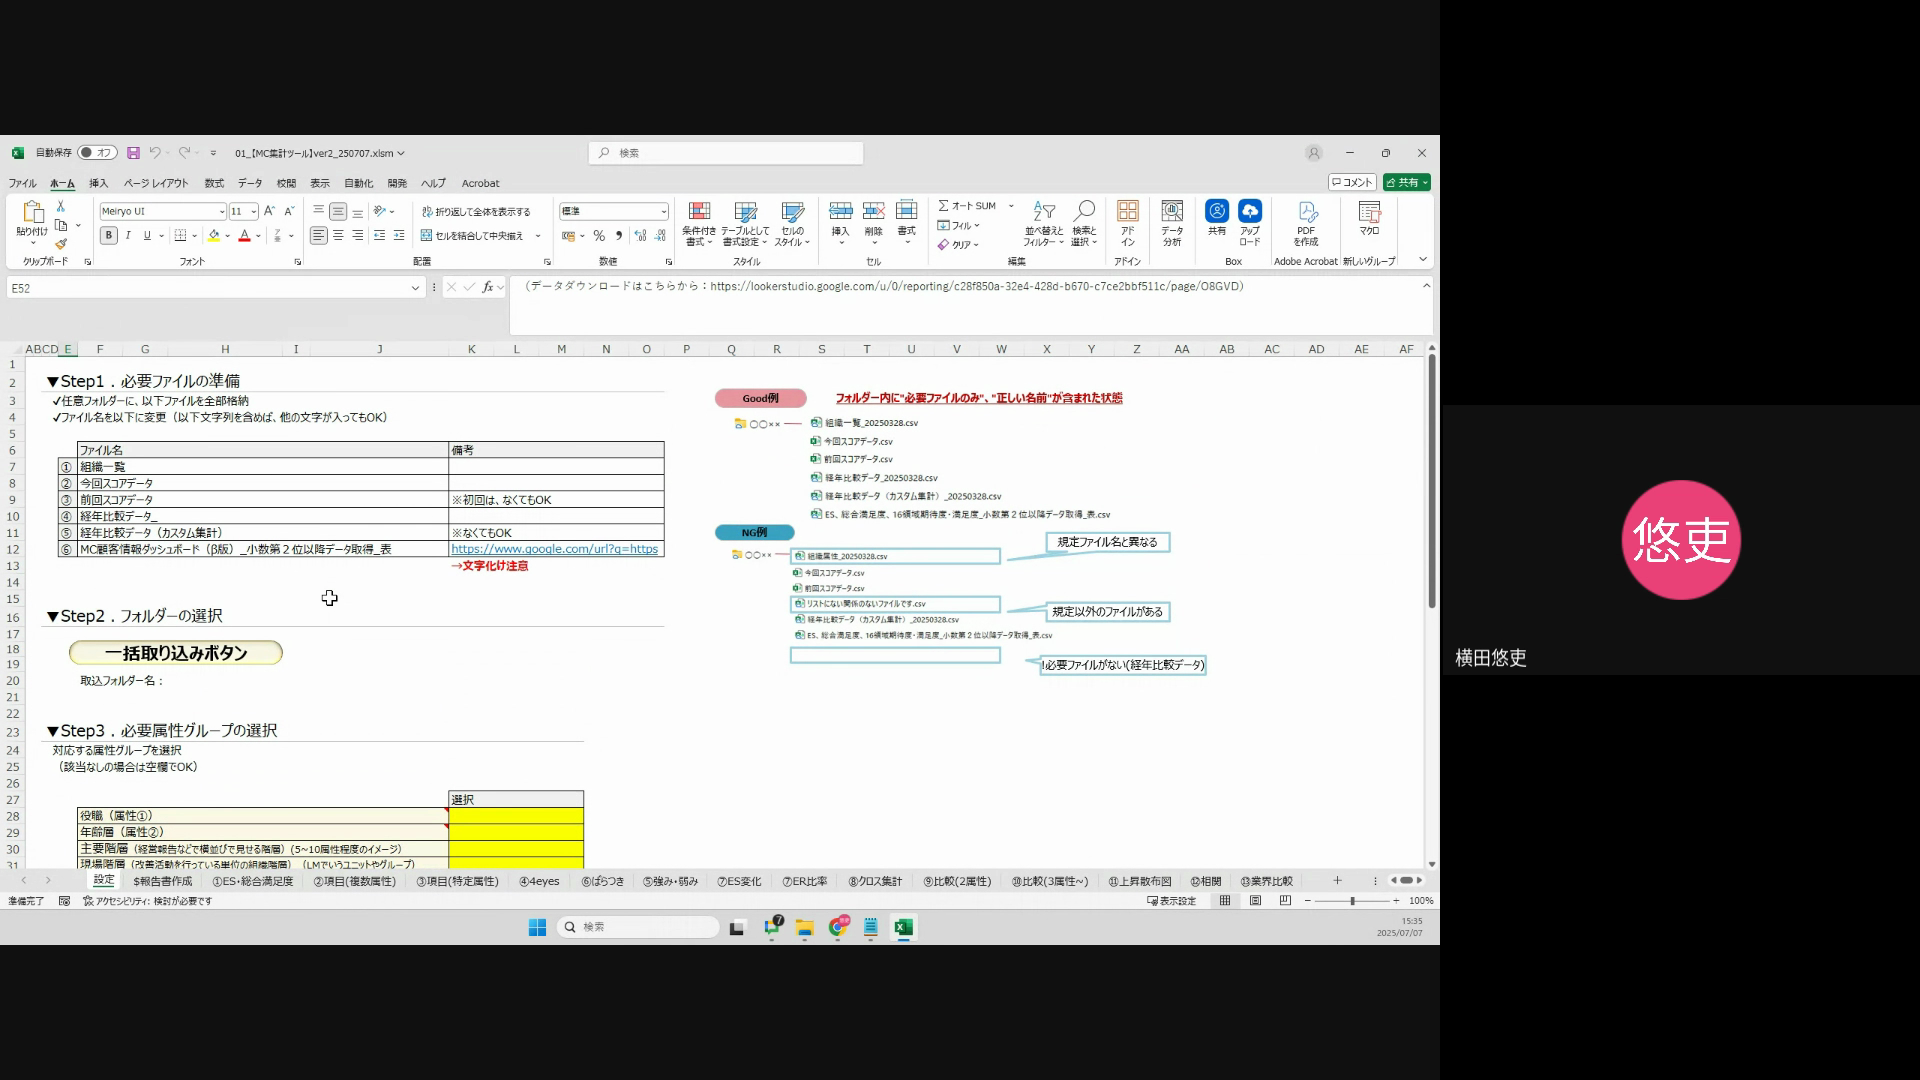 自動保存 オフ 01_【MC集計ツール】ver2_250707.xlsm 検索
ファイル ホーム 挿入 ページ レイアウト 数式 データ 校閲 表示 自動化 開発 ヘルプ Acrobat コメント 共有
Meiryo UI 11 折り返して全体を表示する 標準 オート SUM
貼り付け B I U A セルを結合して中央揃え % 条件付き書式 テーブルとして書式設定 セルのスタイル 挿入 削除 書式 フィル クリア 並べ替えとフィルター 検索と選択 アドイン データ分析 共有 アップロード PDFを作成 マクロ
クリップボード フォント 配置 数値 スタイル セル 編集 アドイン Box Adobe Acrobat 新しいグループ
E52 fx （データダウンロードはこちらから：https://lookerstudio.google.com/u/0/reporting/c28f850a-32e4-428d-b670-c7ce2bbf511c/page/O8GVD）
A B C D E F G H I J K L M N O P Q R S T U V W X Y Z AA AB AC AD AE AF
1
2 ▼Step1．必要ファイルの準備
3 ✓任意フォルダーに、以下ファイルを全部格納
4 ✓ファイル名を以下に変更（以下文字列を含めば、他の文字が入ってもOK）
5
6 ファイル名 備考
7 ① 組織一覧
8 ② 今回スコアデータ
9 ③ 前回スコアデータ ※初回は、なくてもOK
10 ④ 経年比較データ_
11 ⑤ 経年比較データ（カスタム集計） ※なくてもOK
12 ⑥ MC顧客情報ダッシュボード（β版）_小数第２位以降データ取得_表 https://www.google.com/url?q=https
13 →文字化け注意
14
15
16 ▼Step2．フォルダーの選択
17
18 一括取り込みボタン
19
20 取込フォルダー名：
21
22
23 ▼Step3．必要属性グループの選択
24 対応する属性グループを選択
25 （該当なしの場合は空欄でOK）
26
27 選択
28 役職（属性①）
29 年齢層（属性②）
30 主要階層（経営報告などで横並びで見せる階層）（5~10属性程度のイメージ）
31 現場階層（改善活動を行っている単位の組織階層）（LMでいうユニットやグループ）
Good例 フォルダー内に"必要ファイルのみ"、"正しい名前"が含まれた状態
〇〇×× 組織一覧_20250328.csv
今回スコアデータ.csv
前回スコアデータ.csv
経年比較データ_20250328.csv
経年比較データ（カスタム集計）_20250328.csv
ES、総合満足度、16領域期待度・満足度_小数第２位以降データ取得_表.csv
NG例 規定ファイル名と異なる
〇〇×× 組織属性_20250328.csv
今回スコアデータ.csv
前回スコアデータ.csv
リストにない関係のないファイルです.csv
規定以外のファイルがある
経年比較データ（カスタム集計）_20250328.csv
ES、総合満足度、16領域期待度・満足度_小数第２位以降データ取得_表.csv
!必要ファイルがない(経年比較データ)
設定 $報告書作成 ①ES・総合満足度 ②項目(複数属性) ③項目(特定属性) ④4eyes ⑥ばらつき ⑤強み・弱み ⑦ES変化 ⑦ER比率 ⑧クロス集計 ⑨比較(2属性) ⑩比較(3属性~) ⑪上昇散布図 ⑫相関 ⑬業界比較
準備完了 アクセシビリティ: 検討が必要です 表示設定 100%
検索 7
15:35
2025/07/07
悠吏
横田悠吏